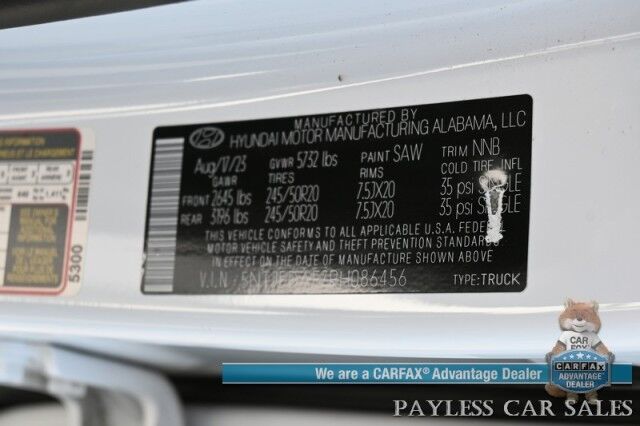 MANUFACTURED BY
HYUNDAI MOTOR MANUFACTURING ALABAMA, LLC
Aug/17/23 GVWR 5732 lbs PAINT SAW TRIM NNB
GAWR TIRES RIMS COLD TIRE INFL
FRONT 2645 lbs 245/50R20 7.5JX20 35 psi
REAR 3196 lbs 245/50R20 7.5JX20 35 psi
THIS VEHICLE CONFORMS TO ALL APPLICABLE U.S.A. FEDER
MOTOR VEHICLE SAFETY AND THEFT PREVENTION STANDARDS
IN EFFECT ON THE DATE OF MANUFACTURE SHOWN ABOVE
V.I.N : TYPE: TRUCK
5300
CAR FOX
We are a CARFAX® Advantage Dealer
CARFAX
ADVANTAGE
DEALER
PAYLESS CAR SALES